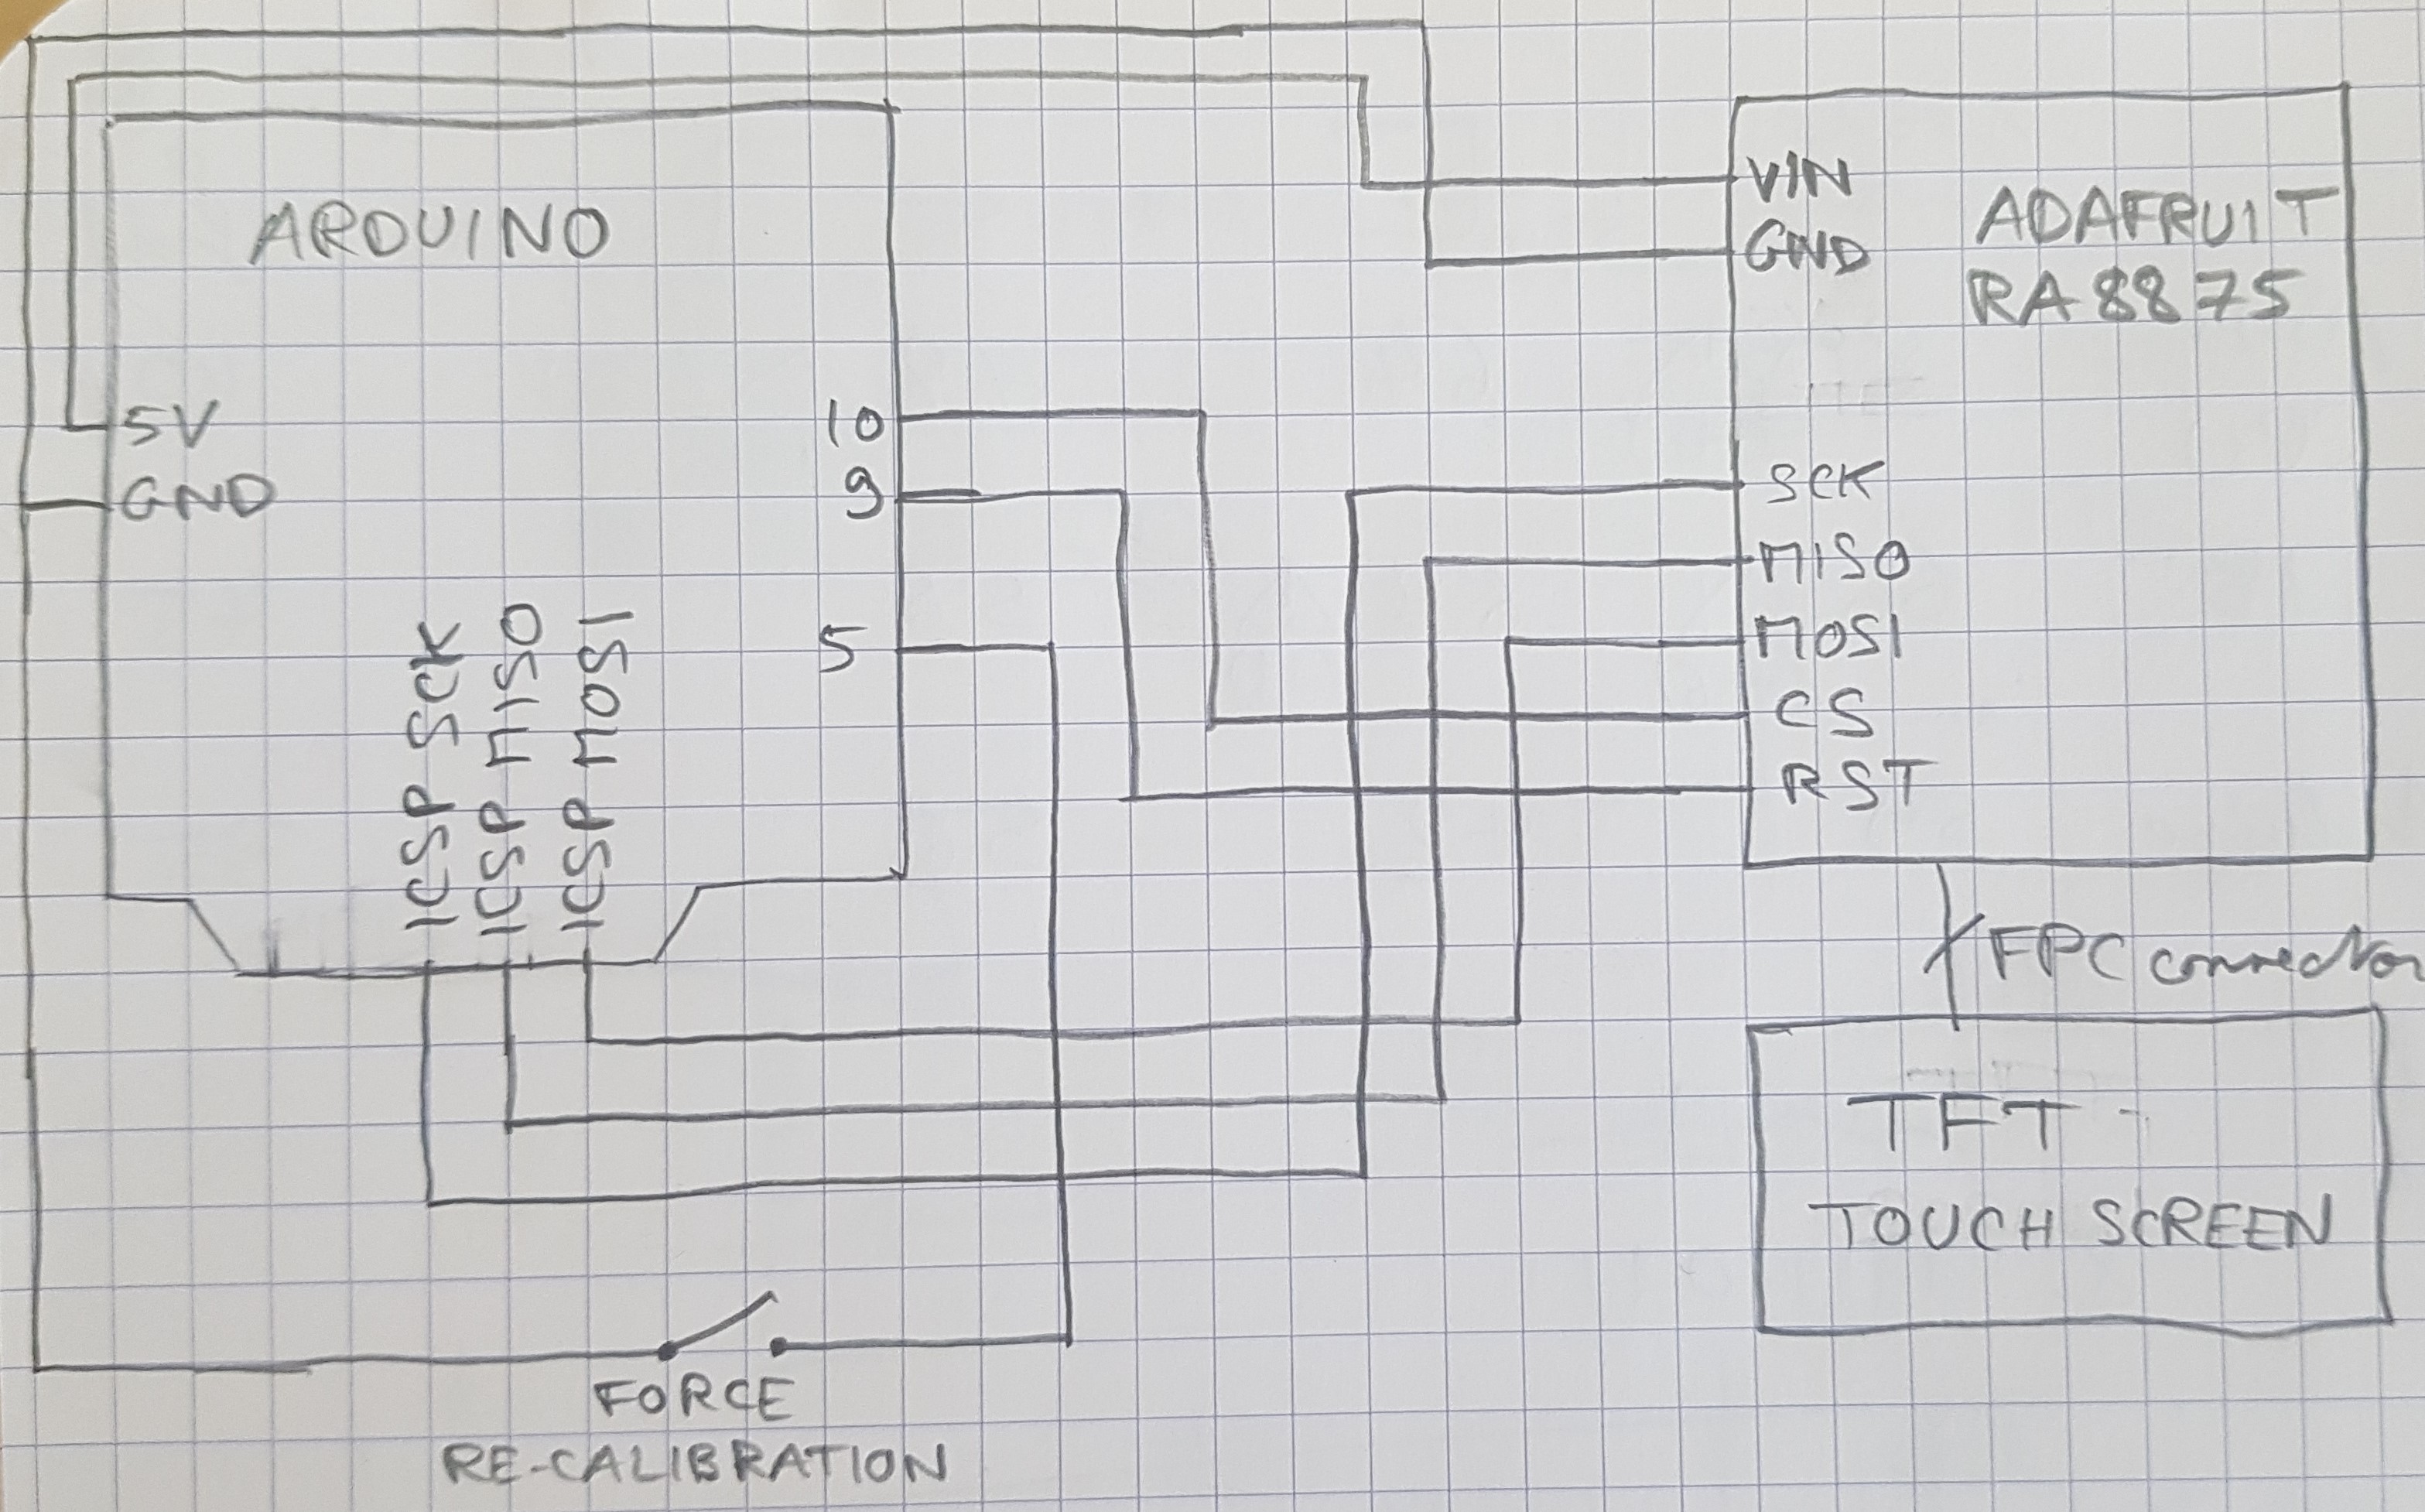 ARDUINO
5V
GND
10
9
5
ICSP SCK
ICSP MISO
ICSP MOSI
VIN
GND
ADAFRUIT
RA8875
SCK
MISO
MOSI
CS
RST
FPC connector
TFT
TOUCH SCREEN
FORCE
RE-CALIBRATION